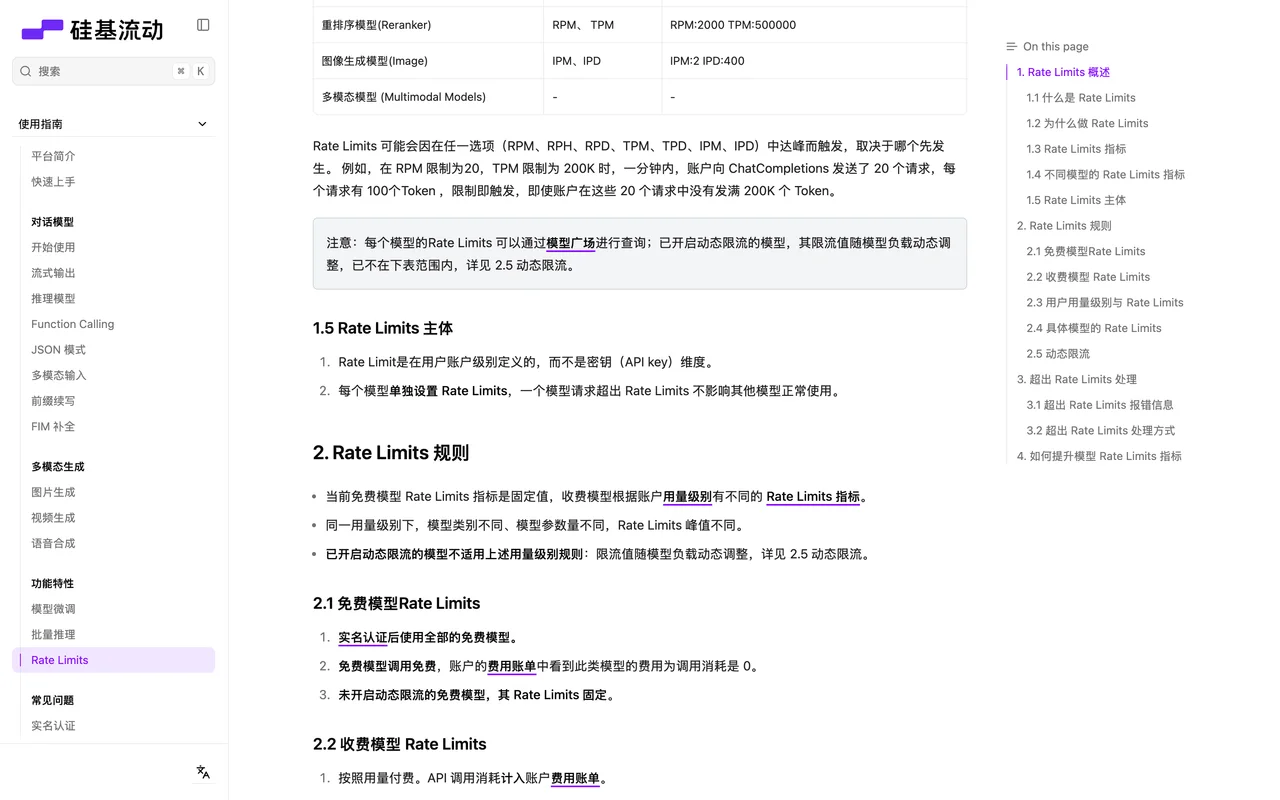 硅基流动
搜索
⌘ K
使用指南
平台简介
快速上手
对话模型
开始使用
流式输出
推理模型
Function Calling
JSON 模式
多模态输入
前缀续写
FIM 补全
多模态生成
图片生成
视频生成
语音合成
功能特性
模型微调
批量推理
Rate Limits
常见问题
实名认证
重排序模型(Reranker) RPM、 TPM RPM:2000 TPM:500000
图像生成模型(Image) IPM、IPD IPM:2 IPD:400
多模态模型 (Multimodal Models) - -
Rate Limits 可能会因在任一选项（RPM、RPH、RPD、TPM、TPD、IPM、IPD）中达峰而触发，取决于哪个先发
生。 例如，在 RPM 限制为20，TPM 限制为 200K 时，一分钟内，账户向 ChatCompletions 发送了 20 个请求，每
个请求有 100个Token ，限制即触发，即使账户在这些 20 个请求中没有发满 200K 个 Token。
注意：每个模型的Rate Limits 可以通过模型广场进行查询；已开启动态限流的模型，其限流值随模型负载动态调
整，已不在下表范围内，详见 2.5 动态限流。
1.5 Rate Limits 主体
1. Rate Limit是在用户账户级别定义的，而不是密钥（API key）维度。
2. 每个模型单独设置 Rate Limits，一个模型请求超出 Rate Limits 不影响其他模型正常使用。
2. Rate Limits 规则
• 当前免费模型 Rate Limits 指标是固定值，收费模型根据账户用量级别有不同的 Rate Limits 指标。
• 同一用量级别下，模型类别不同、模型参数量不同，Rate Limits 峰值不同。
• 已开启动态限流的模型不适用上述用量级别规则：限流值随模型负载动态调整，详见 2.5 动态限流。
2.1 免费模型Rate Limits
1. 实名认证后使用全部的免费模型。
2. 免费模型调用免费，账户的费用账单中看到此类模型的费用为调用消耗是 0。
3. 未开启动态限流的免费模型，其 Rate Limits 固定。
2.2 收费模型 Rate Limits
1. 按照用量付费。API 调用消耗计入账户费用账单。
On this page
1. Rate Limits 概述
1.1 什么是 Rate Limits
1.2 为什么做 Rate Limits
1.3 Rate Limits 指标
1.4 不同模型的 Rate Limits 指标
1.5 Rate Limits 主体
2. Rate Limits 规则
2.1 免费模型Rate Limits
2.2 收费模型 Rate Limits
2.3 用户用量级别与 Rate Limits
2.4 具体模型的 Rate Limits
2.5 动态限流
3. 超出 Rate Limits 处理
3.1 超出 Rate Limits 报错信息
3.2 超出 Rate Limits 处理方式
4. 如何提升模型 Rate Limits 指标